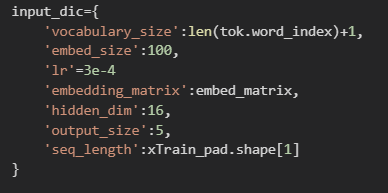 input_dic={
'vocabulary_size':len(tok.word_index)+1,
'embed_size':100,
'lr'=3e-4
'embedding_matrix':embed_matrix,
'hidden_dim':16,
'output_size':5,
'seq_length':xTrain_pad.shape[1]
}